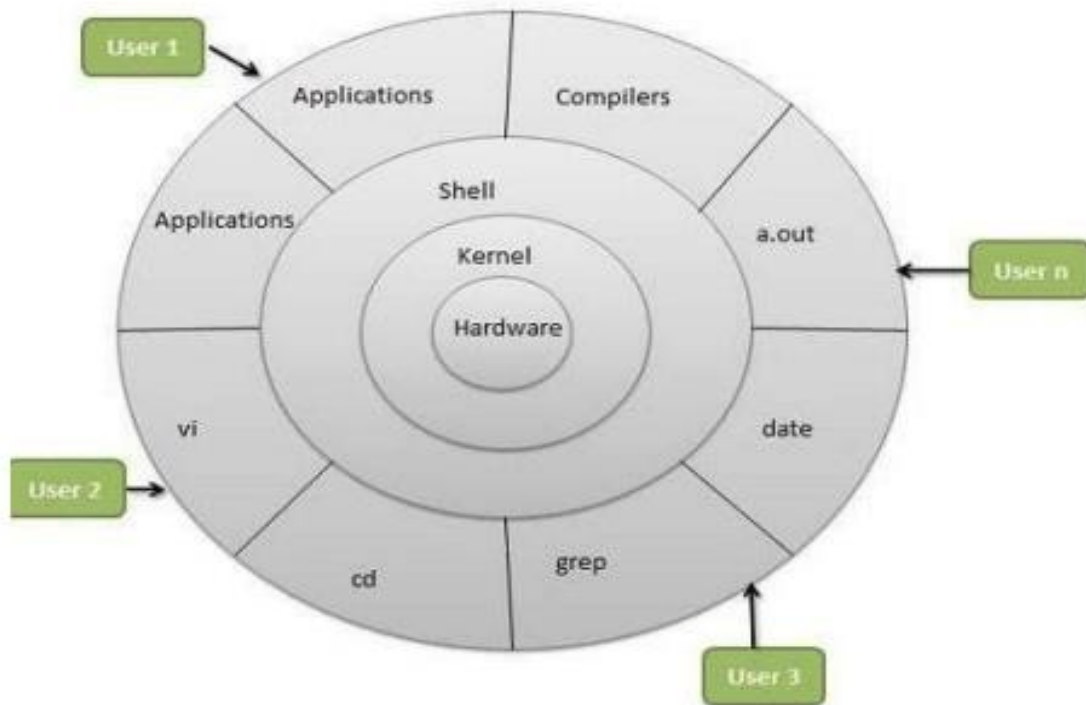 User 1
Applications
Compilers
Shell
Applications
a.out
Kernel
User n
Hardware
vi
date
User 2
cd
grep
User 3